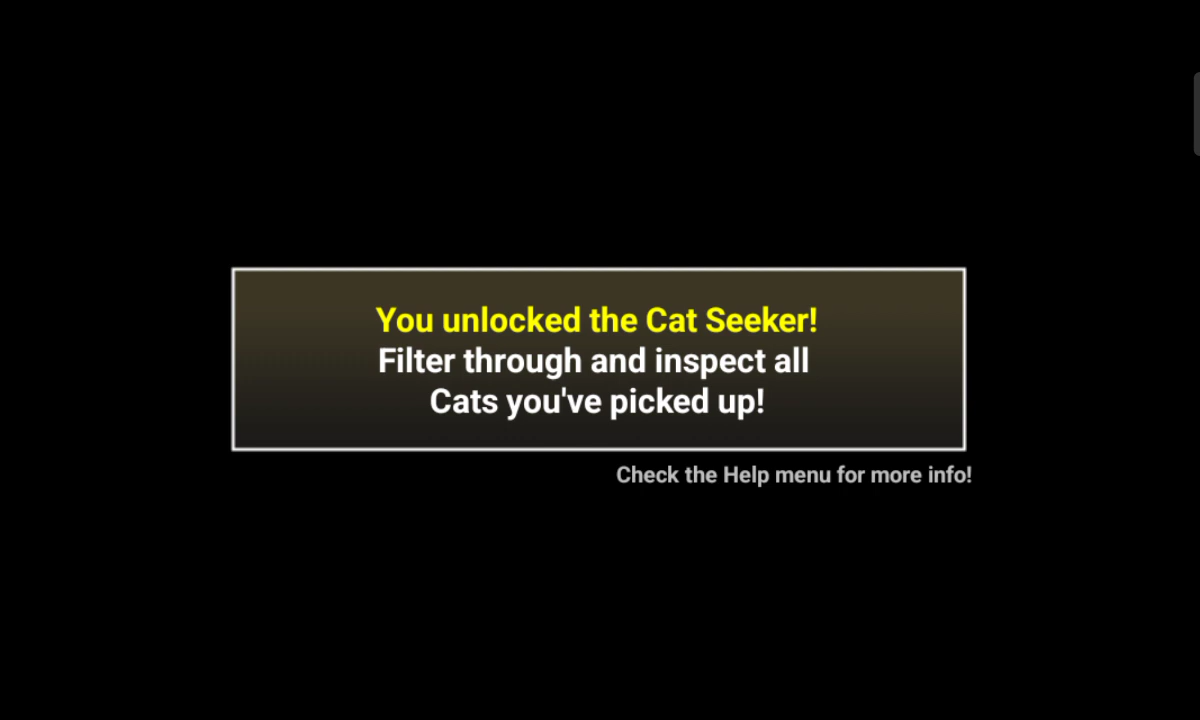 You unlocked the Cat Seeker!
Filter through and inspect all
Cats you've picked up!
Check the Help menu for more info!